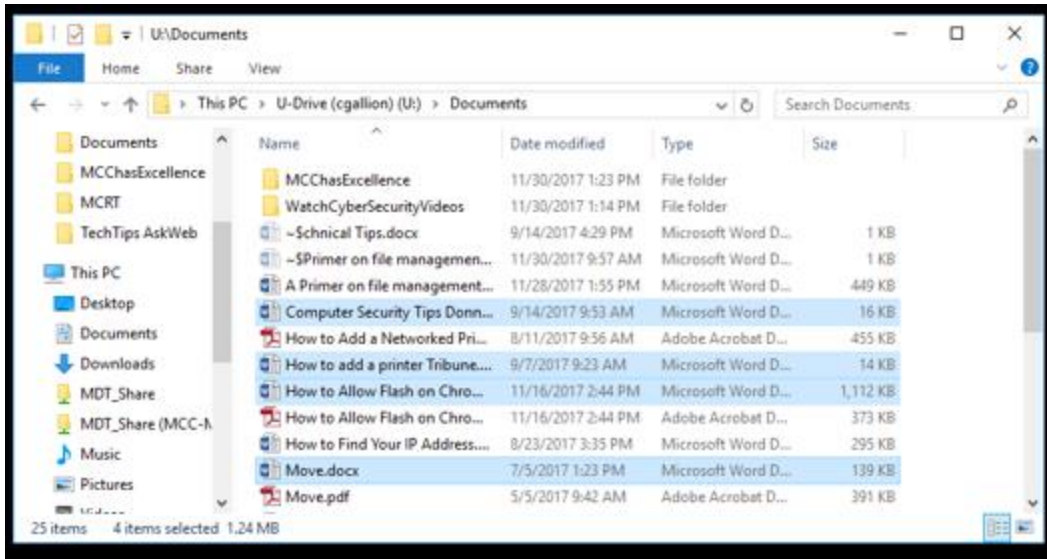 U:\Documents
File Home Share View
This PC > U-Drive (cgallion) (U:) > Documents Search Documents
Documents
MCChasExcellence
MCRT
TechTips AskWeb
This PC
Desktop
Documents
Downloads
MDT_Share
MDT_Share (MCC-M
Music
Pictures
Name Date modified Type Size
MCChasExcellence 11/30/2017 1:23 PM File folder
WatchCyberSecurityVideos 11/30/2017 1:14 PM File folder
~$chnical Tips.docx 9/14/2017 4:29 PM Microsoft Word D... 1 KB
~$Primer on file managemen... 11/30/2017 9:57 AM Microsoft Word D... 1 KB
A Primer on file management... 11/28/2017 1:55 PM Microsoft Word D... 449 KB
Computer Security Tips Donn... 9/14/2017 9:53 AM Microsoft Word D... 16 KB
How to Add a Networked Pri... 8/11/2017 9:56 AM Adobe Acrobat D... 455 KB
How to add a printer Tribune.... 9/7/2017 9:23 AM Microsoft Word D... 14 KB
How to Allow Flash on Chro... 11/16/2017 2:44 PM Microsoft Word D... 1,112 KB
How to Allow Flash on Chro... 11/16/2017 2:44 PM Adobe Acrobat D... 373 KB
How to Find Your IP Address.... 8/23/2017 3:35 PM Microsoft Word D... 295 KB
Move.docx 7/5/2017 1:23 PM Microsoft Word D... 139 KB
Move.pdf 5/5/2017 9:42 AM Adobe Acrobat D... 391 KB
25 items 4 items selected 1.24 MB